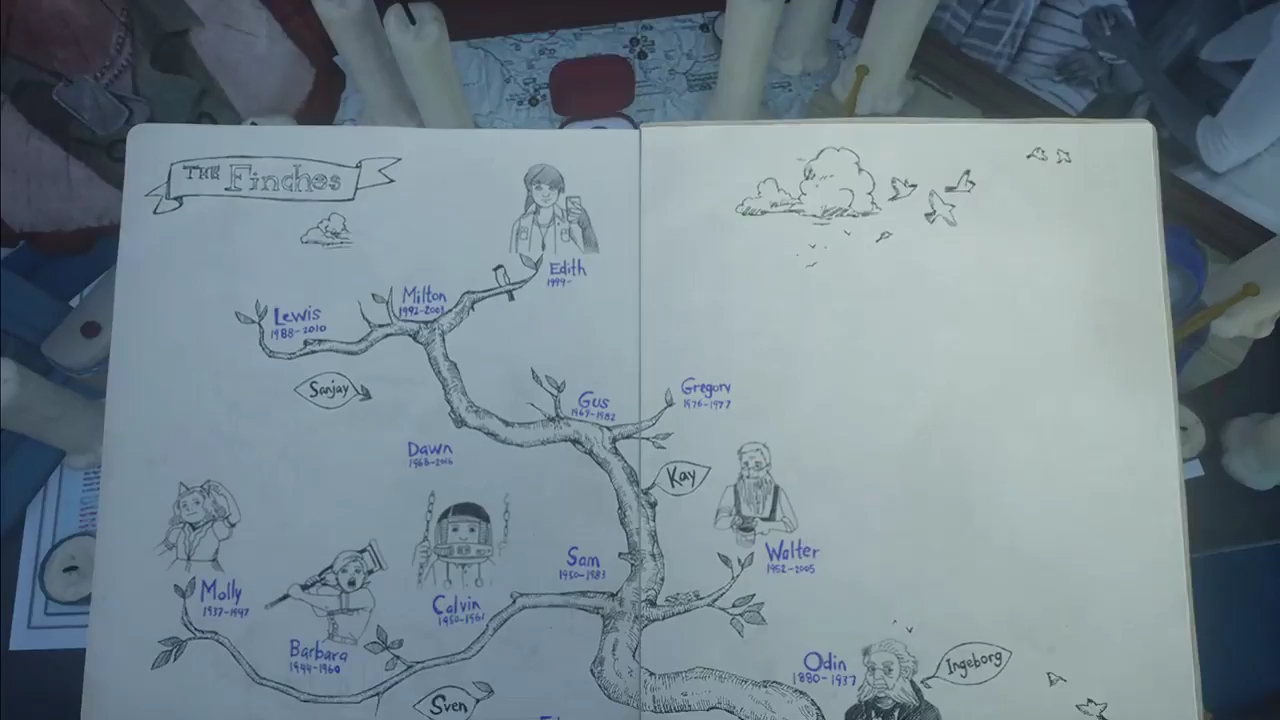 THE Finches
Edith
1999-
Milton
1992-2003
Lewis
1988-2010
Sanjay
Gus
1969-1982
Gregory
1976-1977
Dawn
1968-2016
Kay
Sam
1950-1983
Walter
1952-2005
Molly
1937-1947
Calvin
1950-1961
Barbara
1944-1960
Odin
1880-1937
Ingeborg
Sven